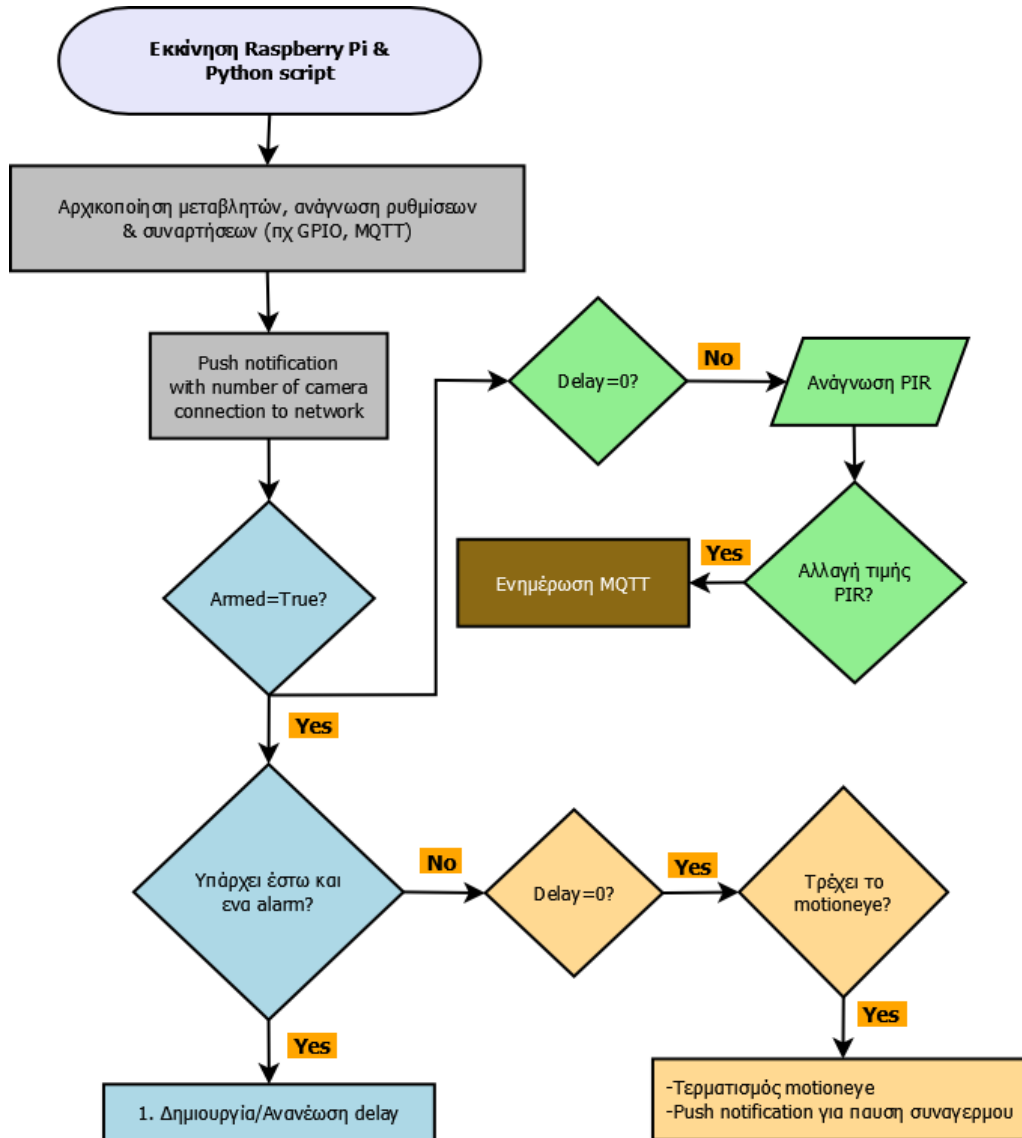 Εκκίνηση Raspberry Pi &
Python script
Αρχικοποίηση μεταβλητών, ανάγνωση ρυθμίσεων
& συναρτήσεων (πχ GPIO, MQTT)
Push notification
with number of camera
connection to network
Delay=0?
No
Ανάγνωση PIR
Armed=True?
Ενημέρωση MQTT
Yes
Αλλαγή τιμής
PIR?
Yes
Υπάρχει έστω και
ενα alarm?
No
Delay=0?
Yes
Τρέχει το
motioneye?
Yes
Yes
1. Δημιουργία/Ανανέωση delay
-Τερματισμός motioneye
-Push notification για παυση συναγερμου